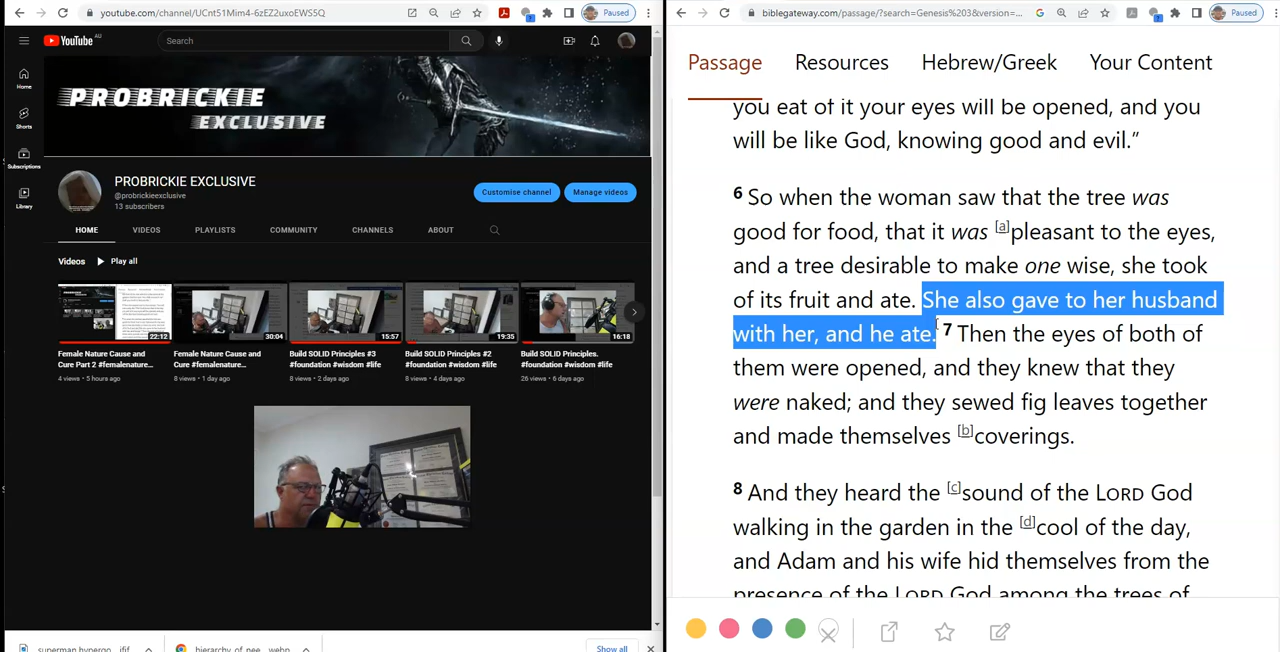 youtube.com/channel/UCnt51Mim4-6zEZ2uxoEWS5Q
Paused
YouTube AU
Search
Home
Shorts
Subscriptions
Library
PROBRICKIE
EXCLUSIVE
PROBRICKIE EXCLUSIVE
@probrickieexclusive
13 subscribers
Customise channel
Manage videos
HOME VIDEOS PLAYLISTS COMMUNITY CHANNELS ABOUT
Videos Play all
22:12
30:04
15:57
19:35
16:18
Female Nature Cause and
Cure Part 2 #femalenature...
4 views • 5 hours ago
Female Nature Cause and
Cure #femalenature...
8 views • 1 day ago
Build SOLID Principles #3
#foundation #wisdom #life
8 views • 2 days ago
Build SOLID Principles #2
#foundation #wisdom #life
8 views • 4 days ago
Build SOLID Principles.
#foundation #wisdom #life
26 views • 6 days ago
Show all
biblegateway.com/passage/?search=Genesis%203&version=...
Paused
Passage Resources Hebrew/Greek Your Content
you eat of it your eyes will be opened, and you
will be like God, knowing good and evil.”
6 So when the woman saw that the tree was
good for food, that it was [a]pleasant to the eyes,
and a tree desirable to make one wise, she took
of its fruit and ate. She also gave to her husband
with her, and he ate. 7 Then the eyes of both of
them were opened, and they knew that they
were naked; and they sewed fig leaves together
and made themselves [b]coverings.
8 And they heard the [c]sound of the LORD God
walking in the garden in the [d]cool of the day,
and Adam and his wife hid themselves from the
presence of the LORD God among the trees of